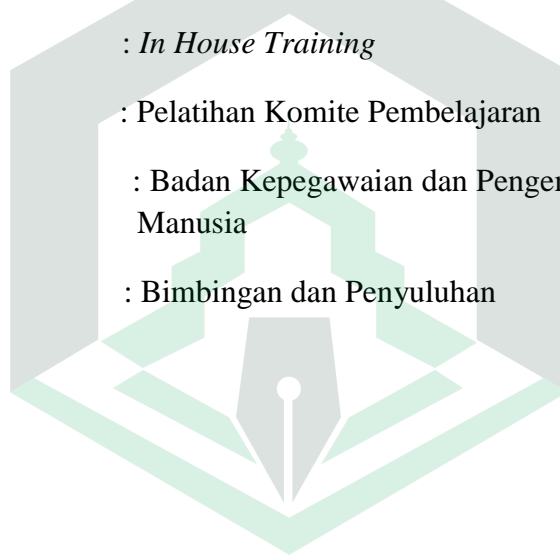 : In House Training
: Pelatihan Komite Pembelajaran
: Badan Kepegawaian dan
Manusia
: Bimbingan dan Penyuluhan